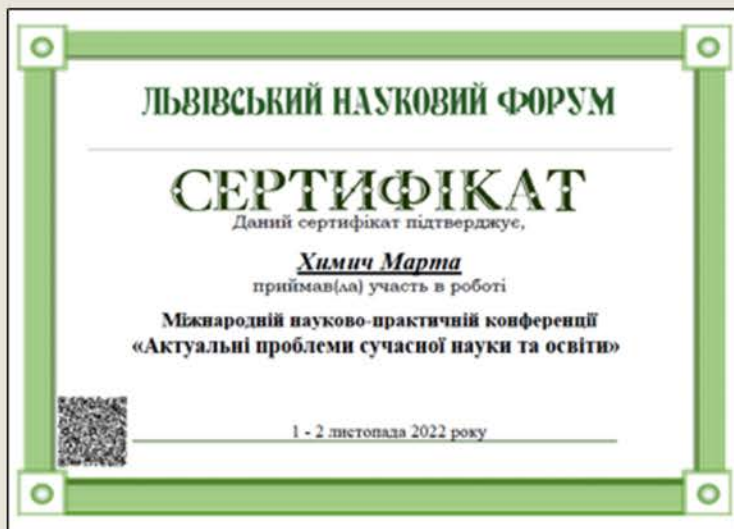 ЛЬВІВСЬКИЙ НАУКОВИЙ ФОРУМ
СЕРТИФІКАТ
Даний сертифікат підтверджує,
Химич Марта
приймав(ла) участь в роботі
Міжнародній науково-практичній конференції
«Актуальні проблеми сучасної науки та освіти»
1 - 2 листопада 2022 року